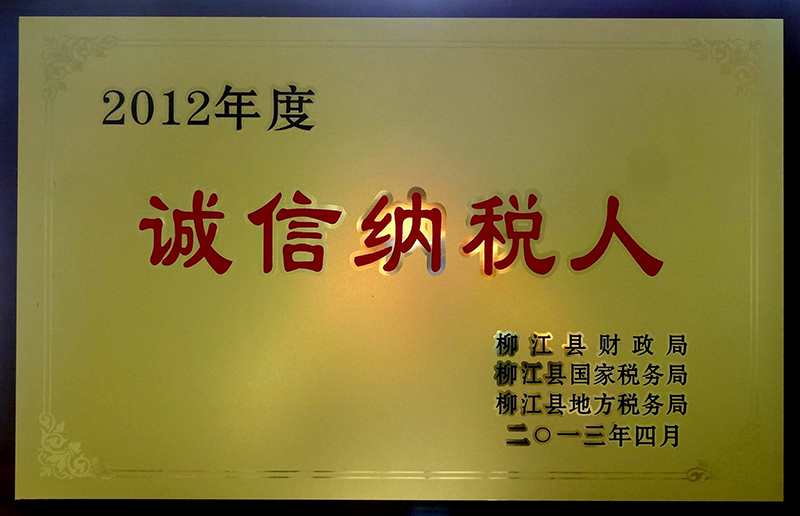 2012年度
诚信纳税人
柳江县财政局
柳江县国家税务局
柳江县地方税务局
二〇一三年四月